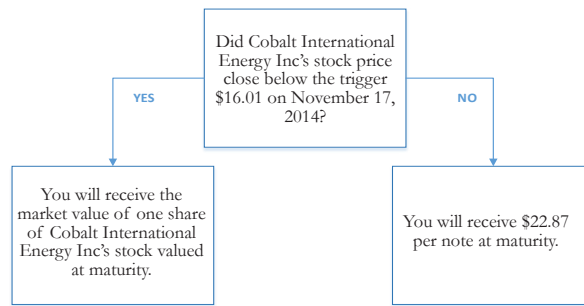 Did Cobalt International
Energy Inc's stock price
close below the trigger
$16.01 on November 17,
2014?
YES
NO
You will receive the
market value of one share
of Cobalt International
Energy Inc's stock valued
at maturity.
You will receive $22.87
per note at maturity.